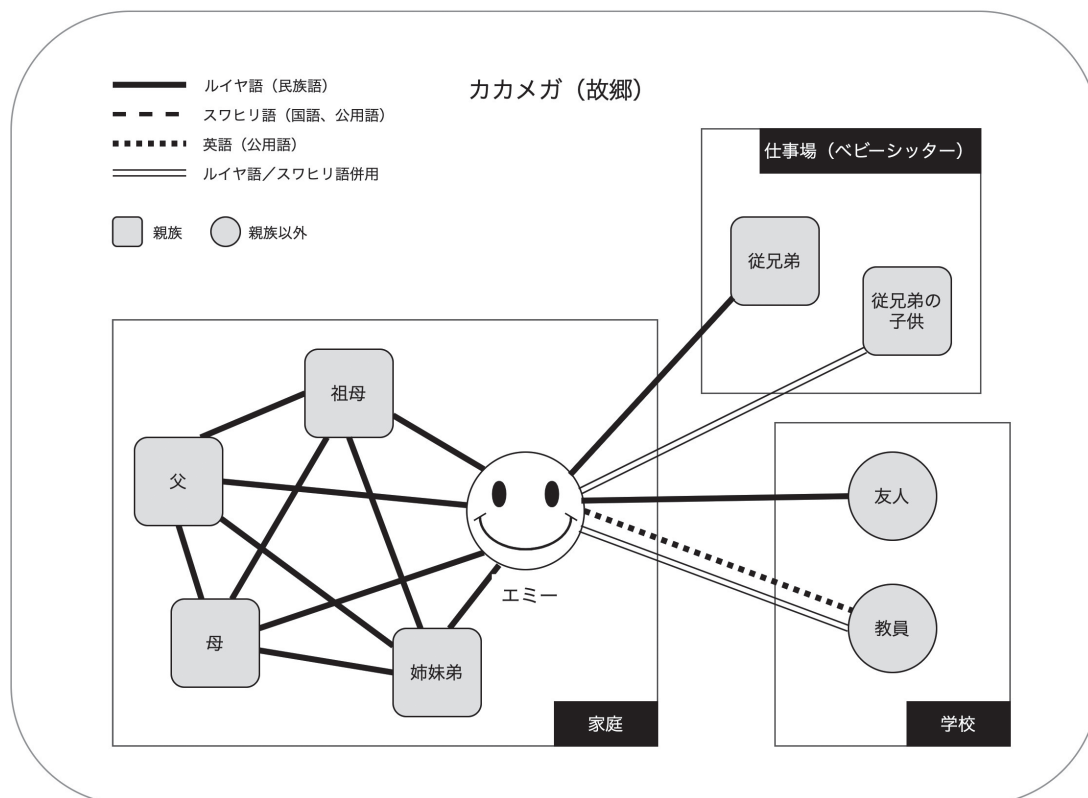 カカメガ（故郷）
ルイヤ語（民族語）
スワヒリ語（国語、公用語）
英語（公用語）
ルイヤ語／スワヒリ語併用
親族
親族以外
仕事場（ベビーシッター）
従兄弟
従兄弟の
子供
祖母
父
母
姉妹弟
エミー
家庭
友人
教員
学校